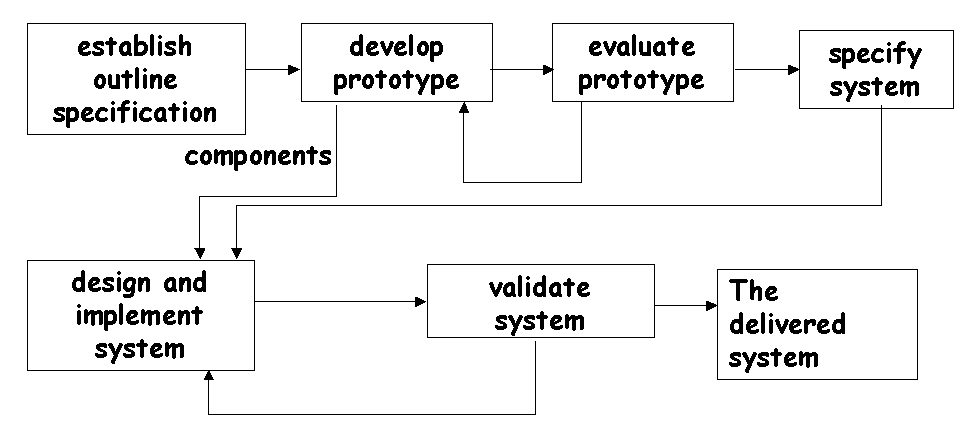 establish
outline
specification
develop
prototype
evaluate
prototype
specify
system
components
design and
implement
system
validate
system
The
delivered
system